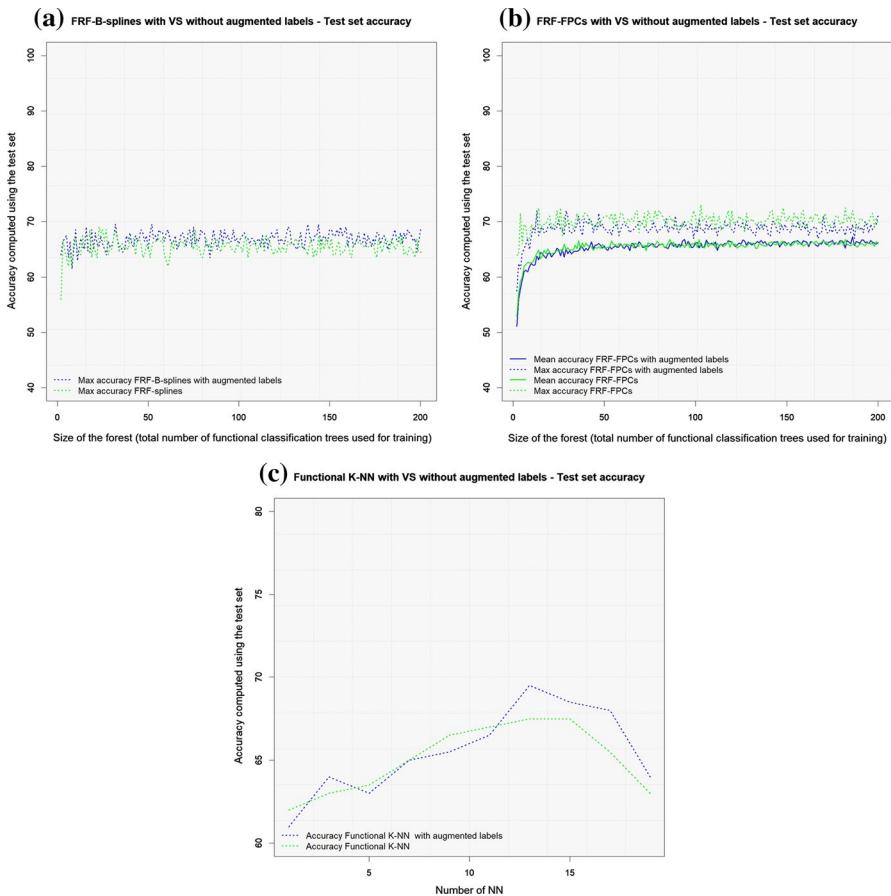 (a) FRF-B-splines with VS without augmented labels - Test set accuracy
Accuracy computed using the test set
100
90
80
70
60
50
40
Max accuracy FRF-B-splines with augmented labels
Max accuracy FRF-splines
0 50 100 150 200
Size of the forest (total number of functional classification trees used for training)
(b) FRF-FPCs with VS without augmented labels - Test set accuracy
Accuracy computed using the test set
100
90
80
70
60
50
40
Mean accuracy FRF-FPCs with augmented labels
Max accuracy FRF-FPCs with augmented labels
Mean accuracy FRF-FPCs
Max accuracy FRF-FPCs
0 50 100 150 200
Size of the forest (total number of functional classification trees used for training)
(c) Functional K-NN with VS without augmented labels - Test set accuracy
Accuracy computed using the test set
80
75
70
65
60
Accuracy Functional K-NN with augmented labels
Accuracy Functional K-NN
5 10 15
Number of NN